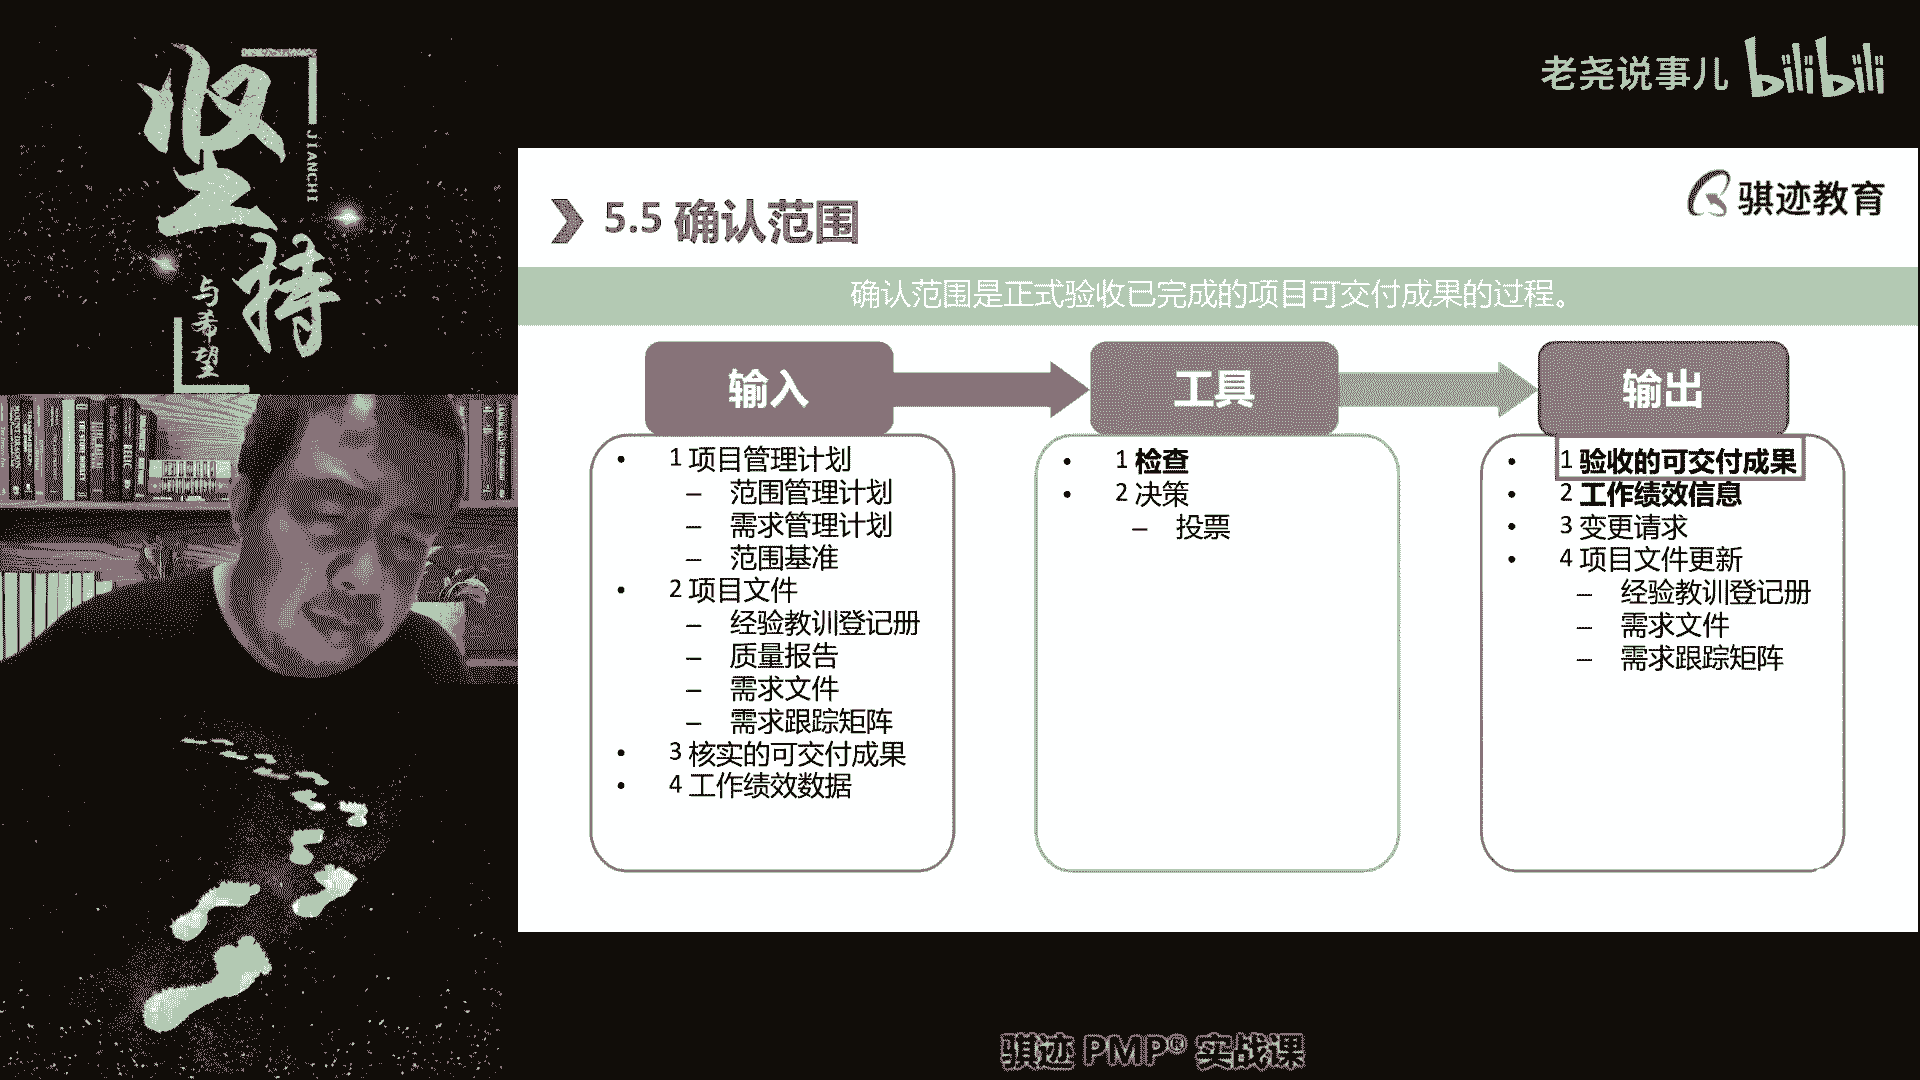 坚持
JIANCHI
与希望
老尧说事儿 bilibili
骐迹教育
5.5 确认范围
确认范围是正式验收已完成的项目可交付成果的过程。
输入
• 1 项目管理计划
– 范围管理计划
– 需求管理计划
– 范围基准
• 2 项目文件
– 经验教训登记册
– 质量报告
– 需求文件
– 需求跟踪矩阵
• 3 核实的可交付成果
• 4 工作绩效数据
工具
• 1 检查
• 2 决策
– 投票
输出
• 1 验收的可交付成果
• 2 工作绩效信息
• 3 变更请求
• 4 项目文件更新
– 经验教训登记册
– 需求文件
– 需求跟踪矩阵
骐迹 PMP® 实战课